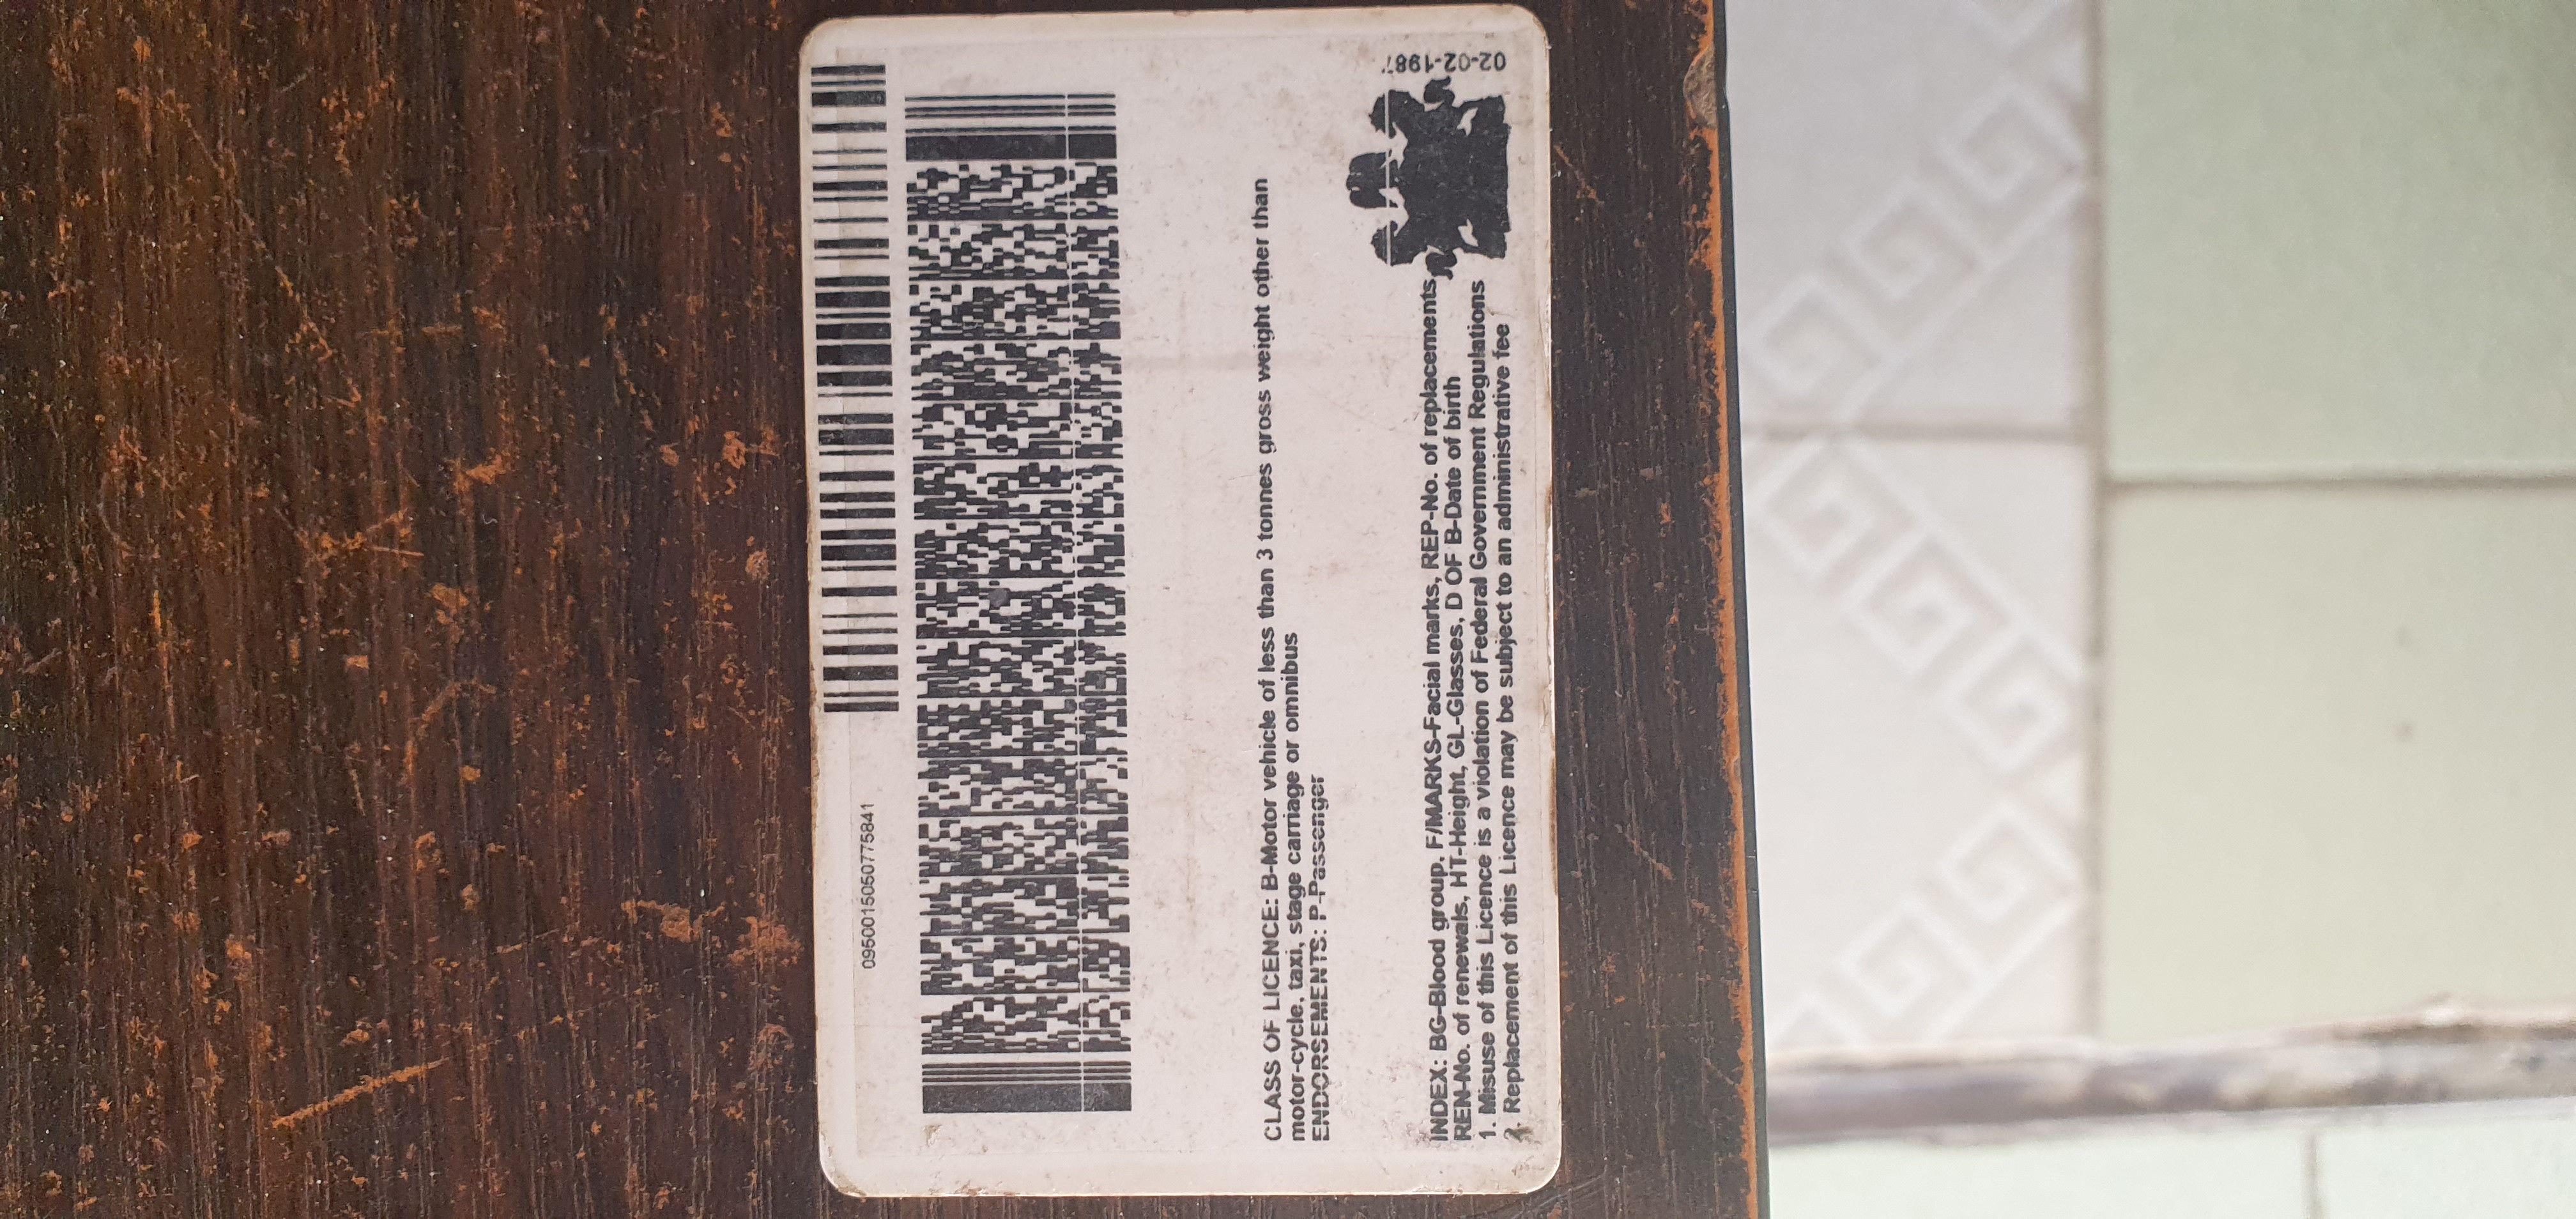 0950015050775841
CLASS OF LICENCE: B-Motor vehicle of less than 3 tonnes gross weight other than
motor-cycle, taxi, stage carriage or omnibus
ENDORSEMENTS: P-Passenger
INDEX: BG-Blood group, F/MARKS-Facial marks, REP-No. of replacements,
REN-No. of renewals, HT-Height, GL-Glasses, D OF B-Date of birth
1. Misuse of this Licence is a violation of Federal Government Regulations
2. Replacement of this Licence may be subject to an administrative fee
02-02-1987